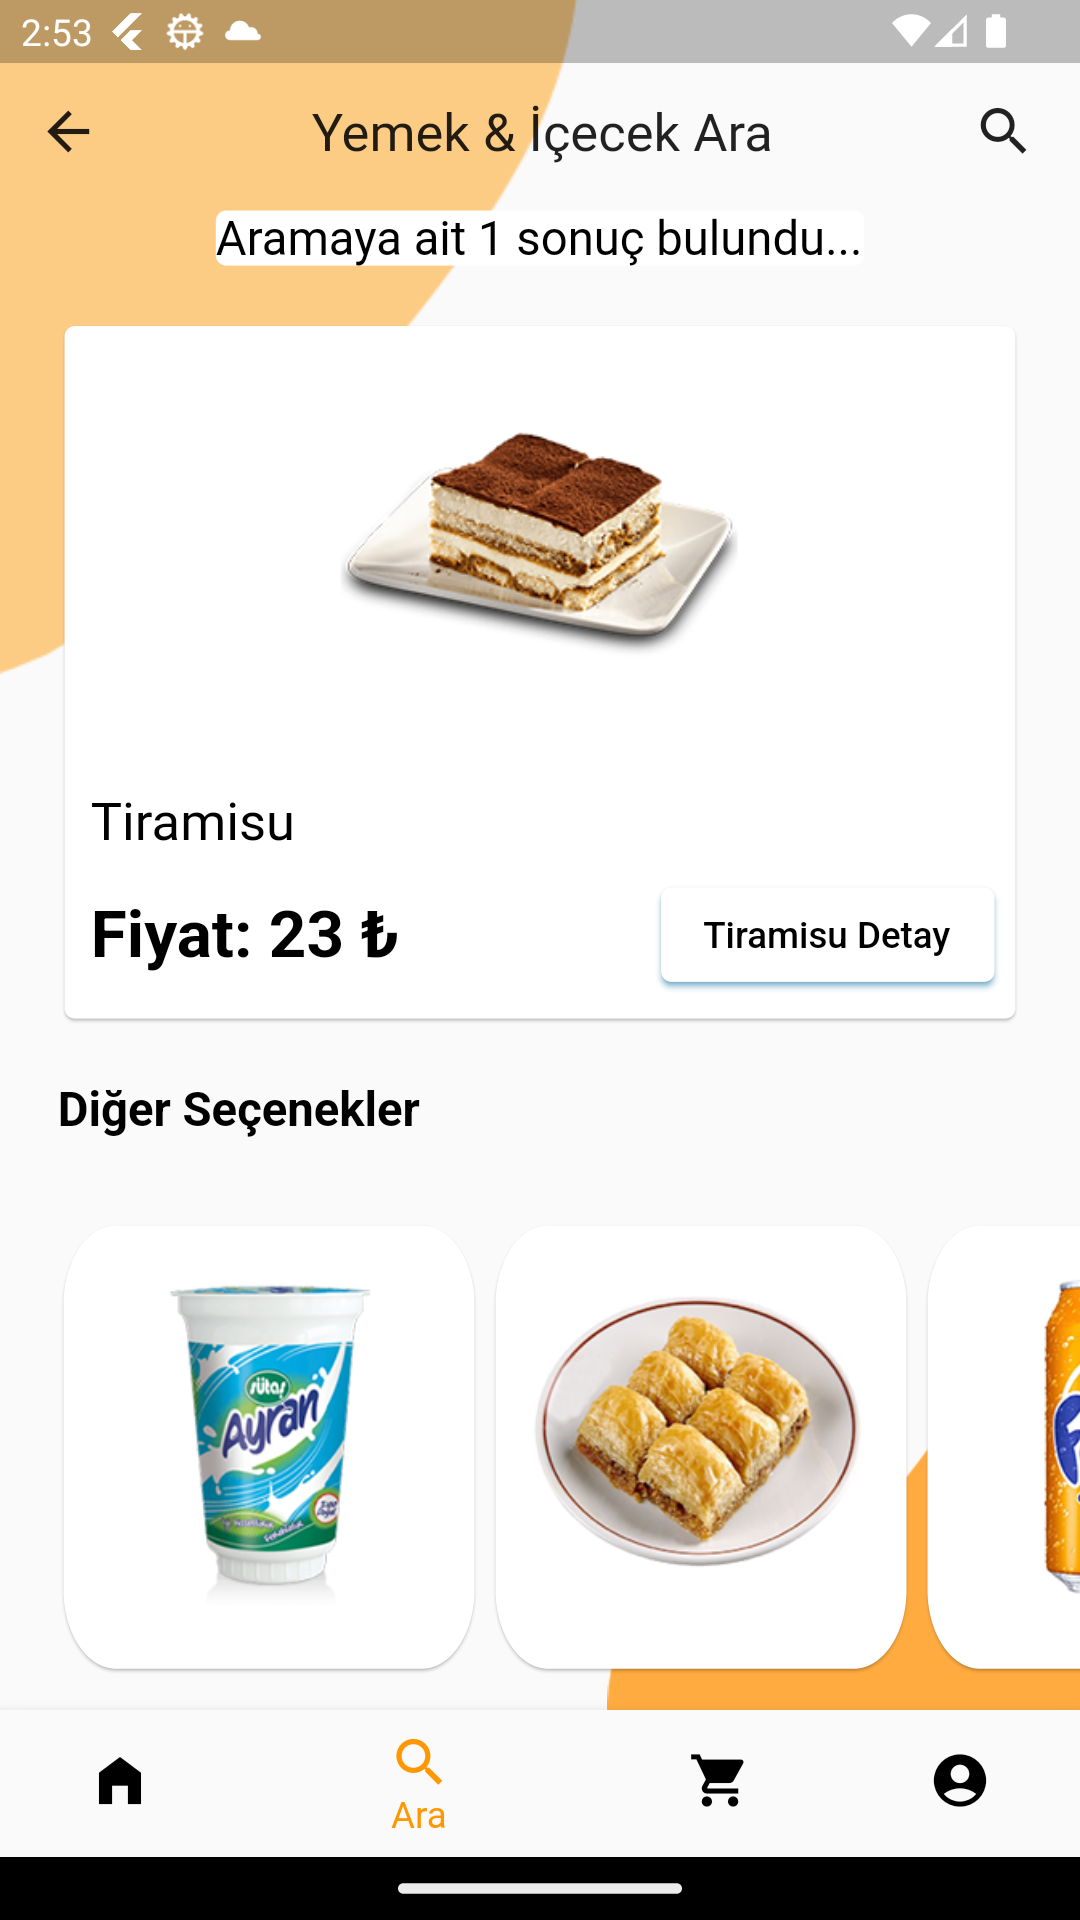 2:53
Yemek & İçecek Ara
Aramaya ait 1 sonuç bulundu...
Tiramisu
Fiyat: 23 ₺
Tiramisu Detay
Diğer Seçenekler
sütaş
Ayran
Ara